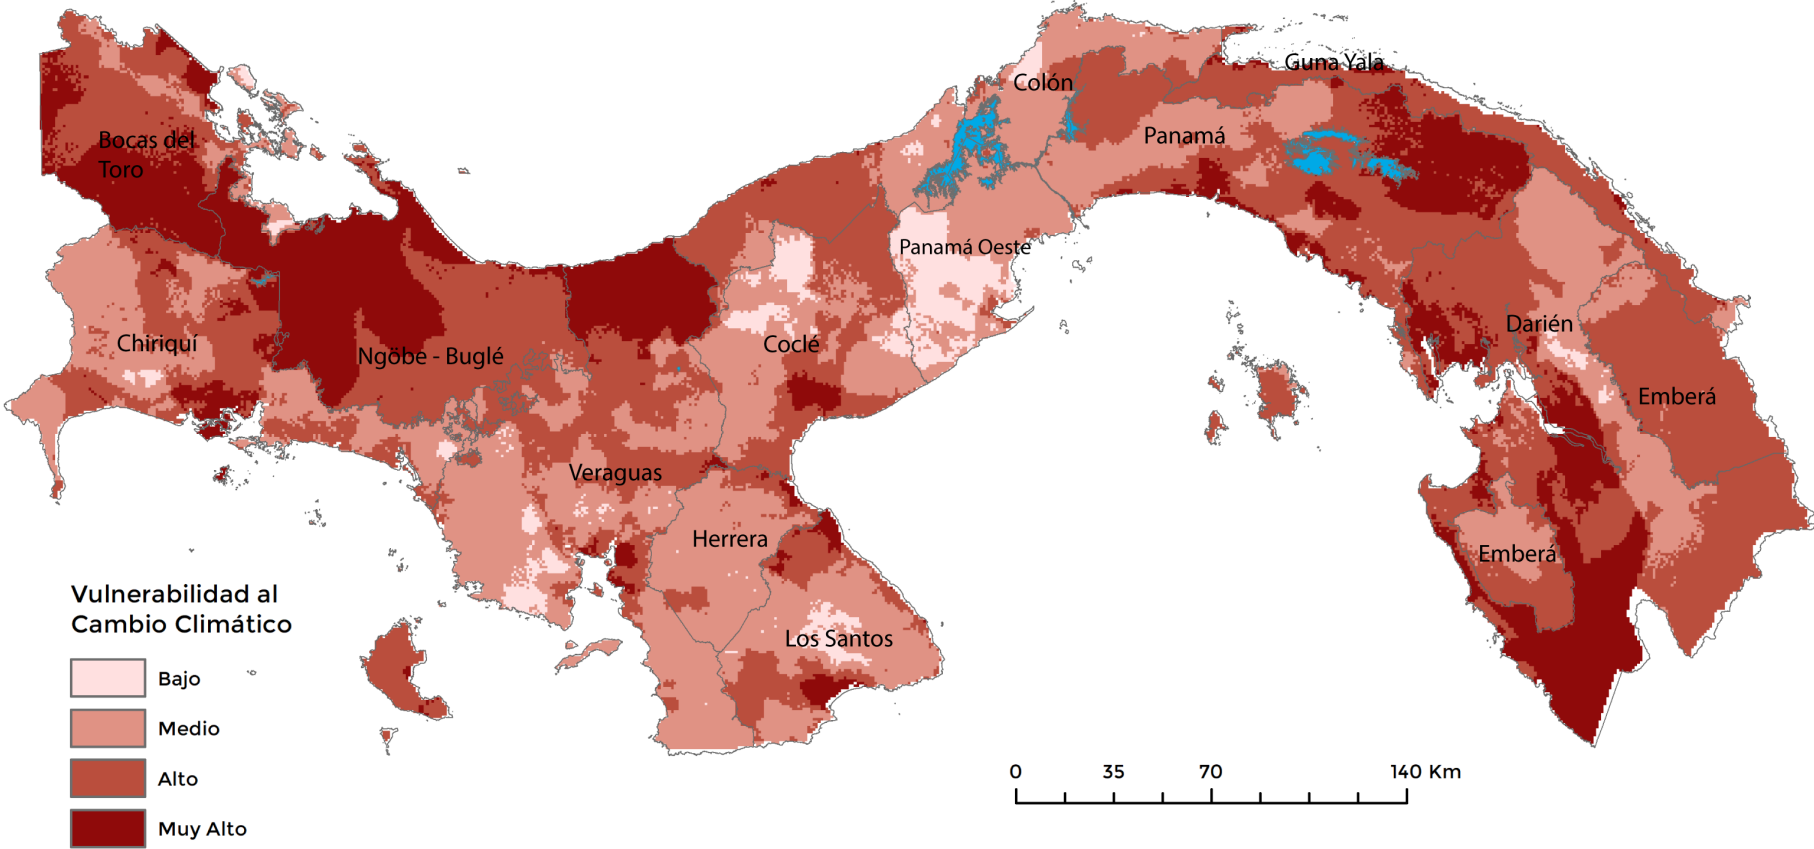 Guna Yala
Colón
Panamá
Bocas del
Toro
Panamá Oeste
Darién
Chiriquí
Ngöbe - Buglé
Coclé
Emberá
Veraguas
Herrera
Emberá
Los Santos
Vulnerabilidad al
Cambio Climático
Bajo
Medio
Alto
Muy Alto
0 35 70 140 Km